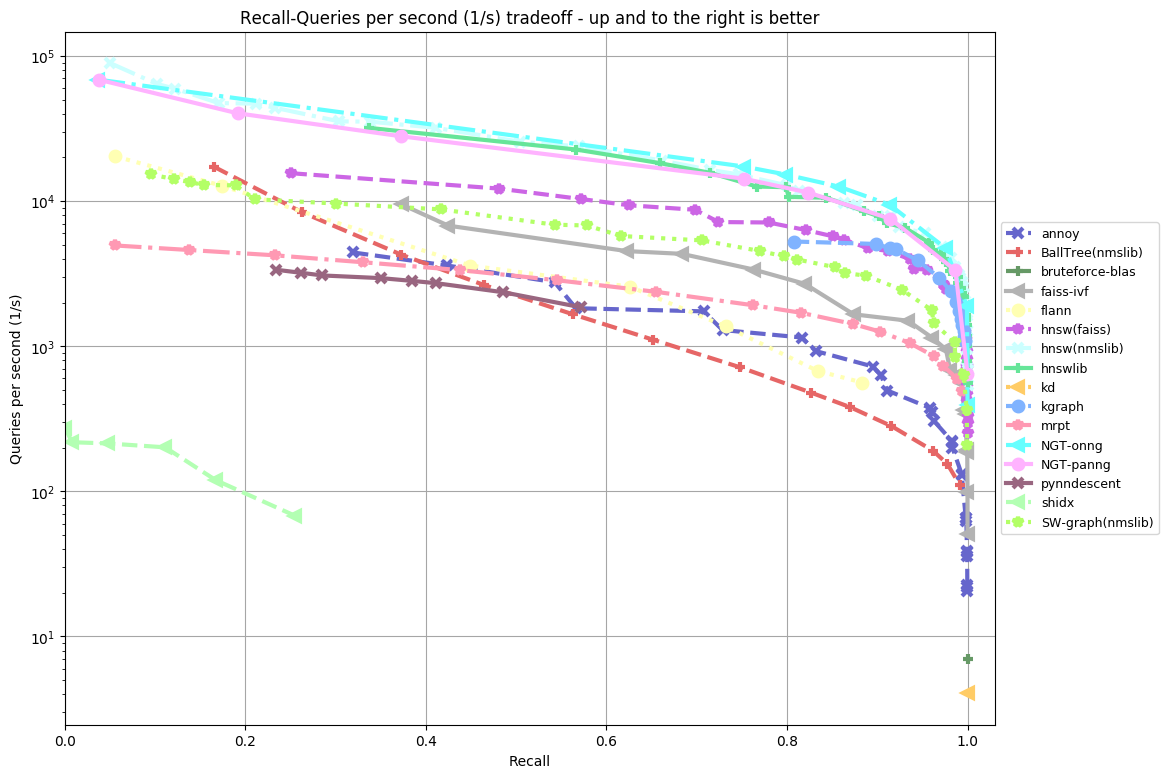 Recall-Queries per second (1/s) tradeoff - up and to the right is better
Queries per second (1/s)
10^5
10^4
10^3
10^2
10^1
0.0 0.2 0.4 0.6 0.8 1.0
Recall
annoy
BallTree(nmslib)
bruteforce-blas
faiss-ivf
flann
hnsw(faiss)
hnsw(nmslib)
hnswlib
kd
kgraph
mrpt
NGT-onng
NGT-panng
pynndescent
shidx
SW-graph(nmslib)